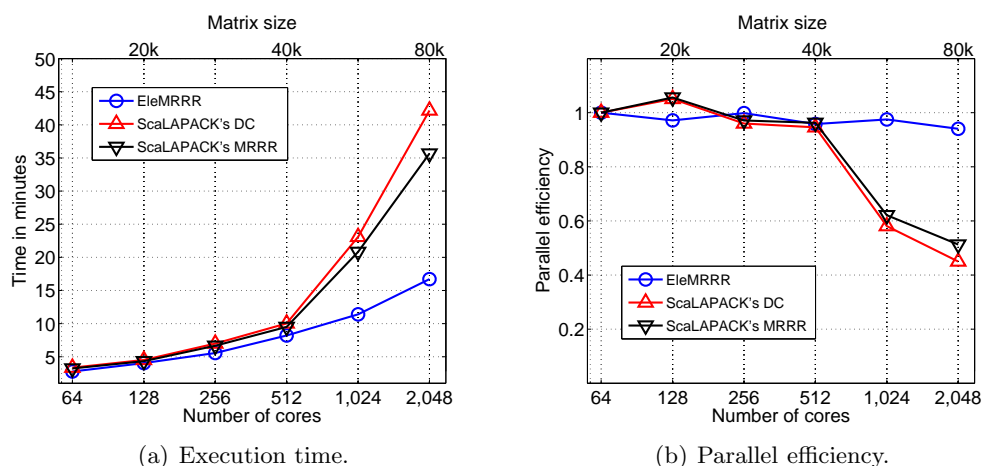 Matrix size
20k 40k 80k
50
45
40
35
30
25
20
15
10
5
Time in minutes
EleMRRR
ScaLAPACK's DC
ScaLAPACK's MRRR
64 128 256 512 1,024 2,048
Number of cores
(a) Execution time.
Matrix size
20k 40k 80k
1
0.8
0.6
0.4
0.2
Parallel efficiency
EleMRRR
ScaLAPACK's DC
ScaLAPACK's MRRR
64 128 256 512 1,024 2,048
Number of cores
(b) Parallel efficiency.